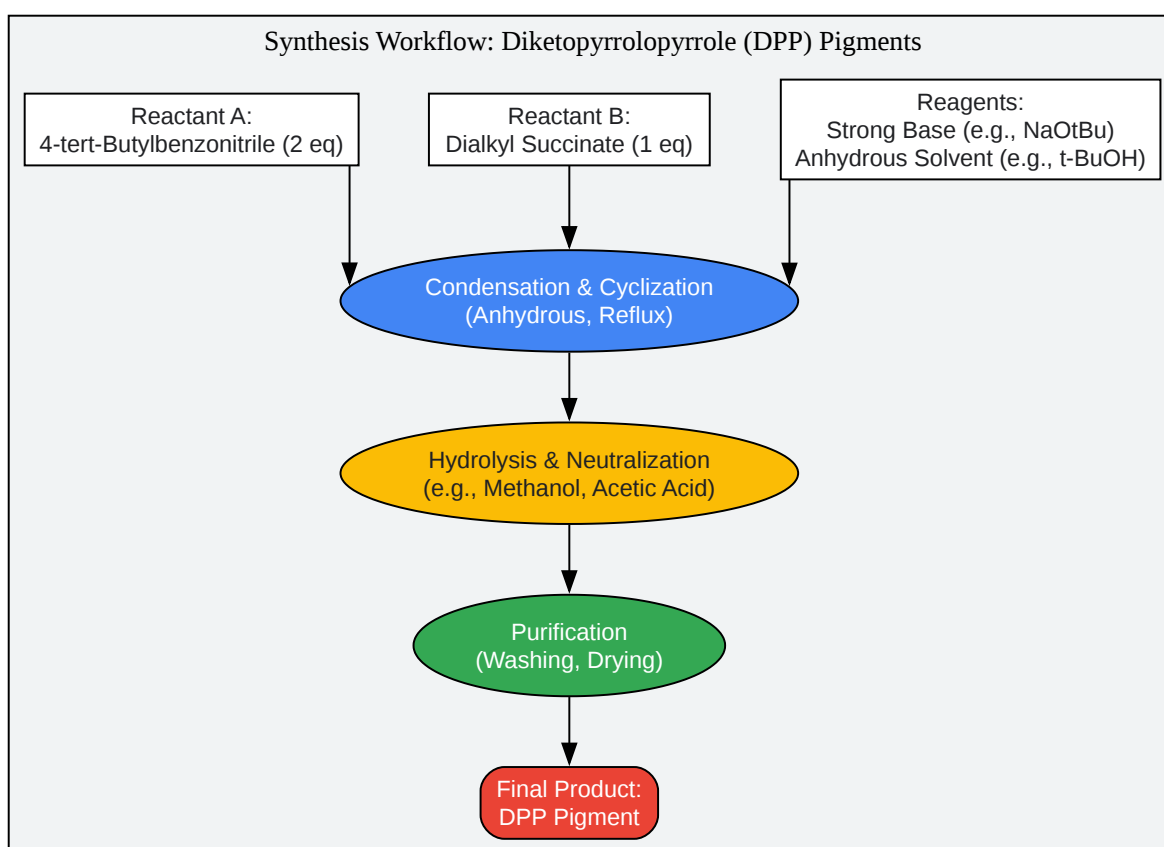 Synthesis Workflow: Diketopyrrolopyrrole (DPP) Pigments
Reactant A:
4-tert-Butylbenzonitrile (2 eq)
Reactant B:
Dialkyl Succinate (1 eq)
Reagents:
Strong Base (e.g., NaOtBu)
Anhydrous Solvent (e.g., t-BuOH)
Condensation & Cyclization
(Anhydrous, Reflux)
Hydrolysis & Neutralization
(e.g., Methanol, Acetic Acid)
Purification
(Washing, Drying)
Final Product:
DPP Pigment